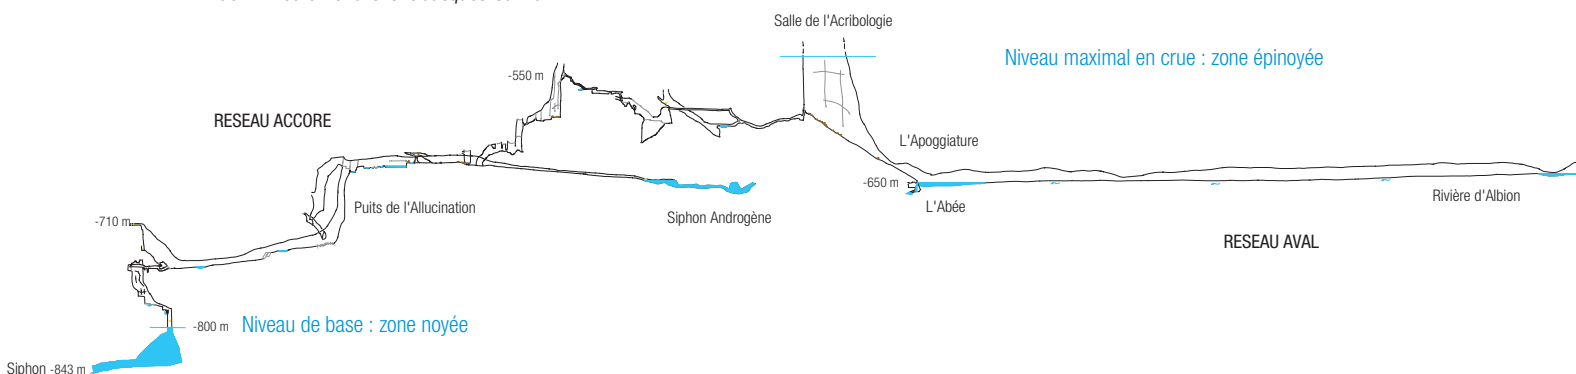 Salle de l'Acribologie
Niveau maximal en crue : zone épinoyée
-550 m
RESEAU ACCORE
L'Apoggiature
-650 m
Puits de l'Allucination
L'Abée
Rivière d'Albion
Siphon Androgène
-710 m
RESEAU AVAL
-800 m
Niveau de base : zone noyée
Siphon -843 m